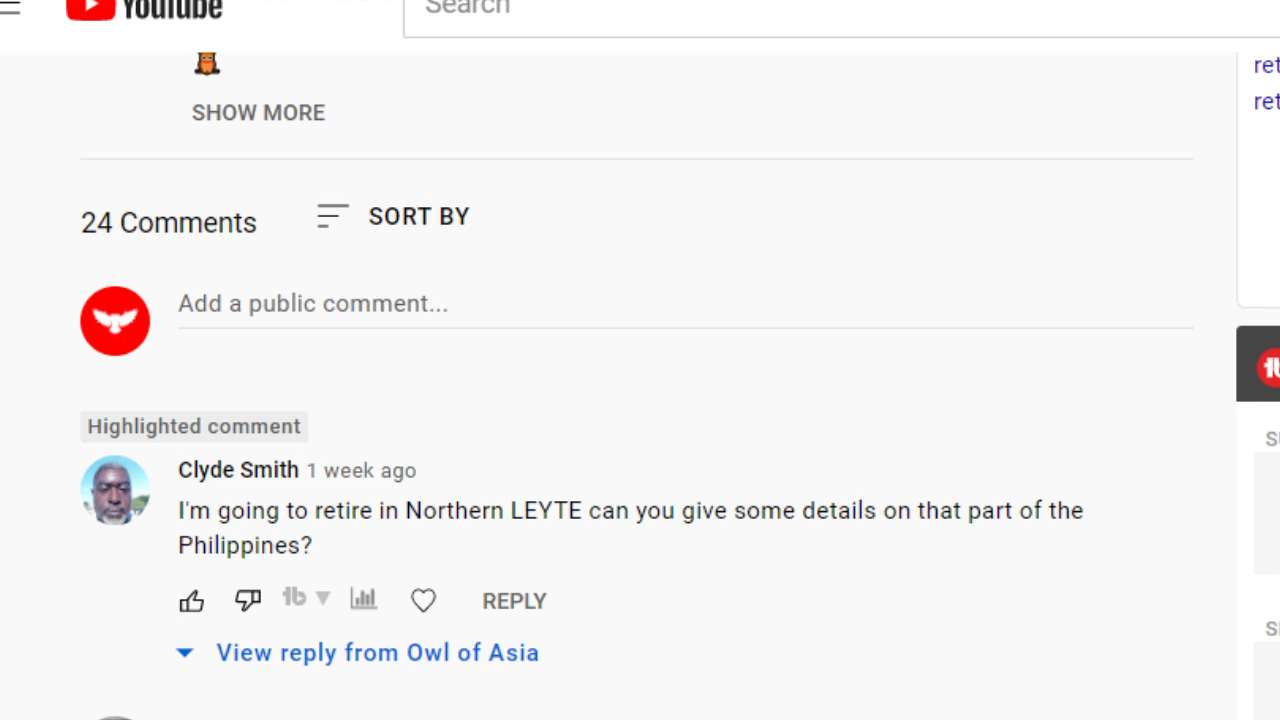 YouTube
Search
ret
ret
SHOW MORE
24 Comments
SORT BY
Add a public comment...
Highlighted comment
Clyde Smith 1 week ago
I'm going to retire in Northern LEYTE can you give some details on that part of the
Philippines?
REPLY
View reply from Owl of Asia